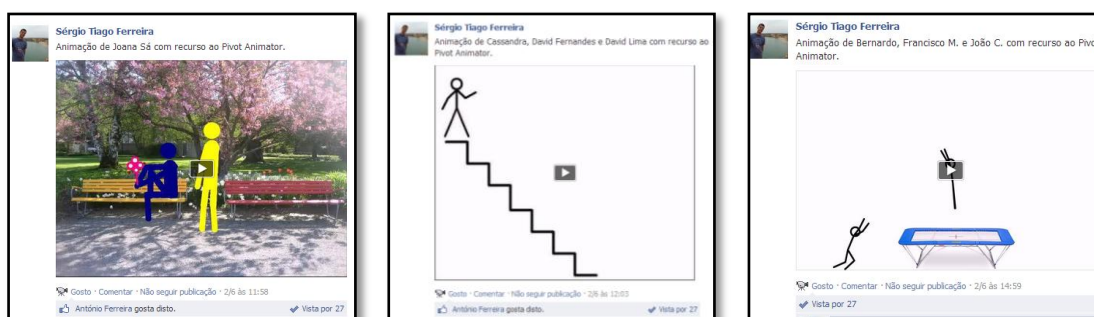 Sérgio Tiago Ferreira
Animação de Joana Sá com recurso ao Pivot Animator.
Gosto · Comentar · Não seguir publicação · 2/6 às 11:58
António Ferreira gosta disto.
Vista por 27
Sérgio Tiago Ferreira
Animação de Cassandra, David Fernandes e David Lima com recurso ao
Pivot Animator.
Gosto · Comentar · Não seguir publicação · 2/6 às 12:03
António Ferreira gosta disto.
Vista por 27
Sérgio Tiago Ferreira
Animação de Bernardo, Francisco M. e João C. com recurso ao Pivo
Animator.
Gosto · Comentar · Não seguir publicação · 2/6 às 14:59
Vista por 27